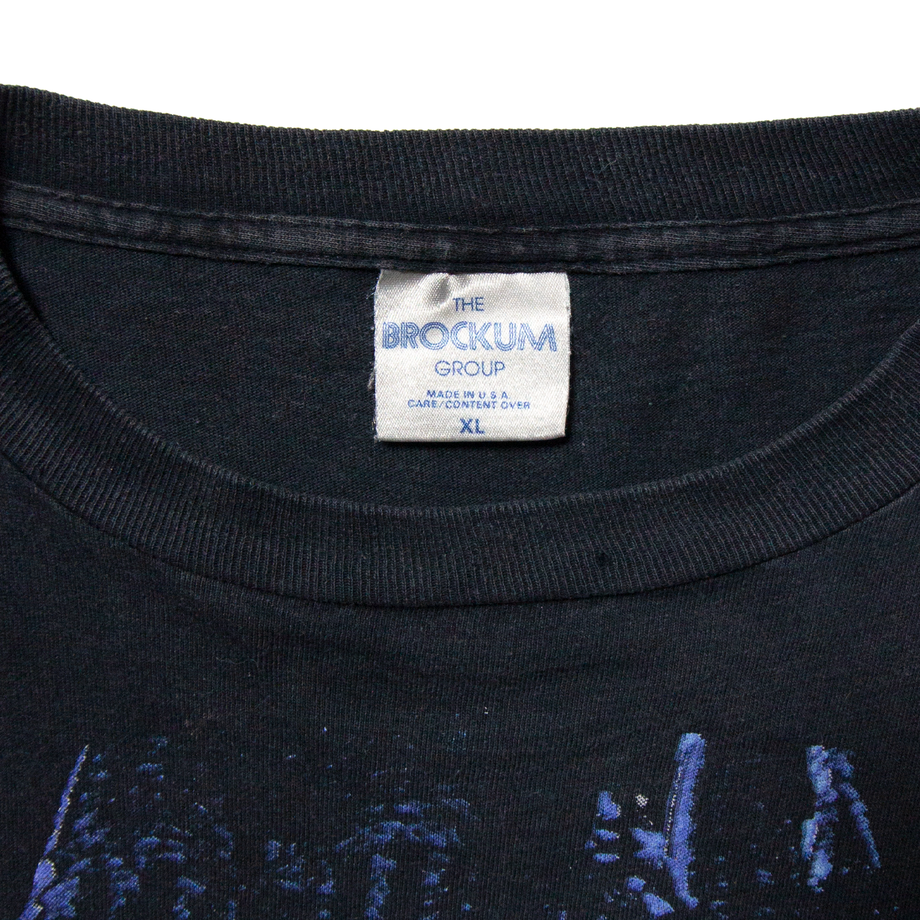 THE
BROCKUM
GROUP
MADE IN U S A
CARE/CONTENT OVER
XL